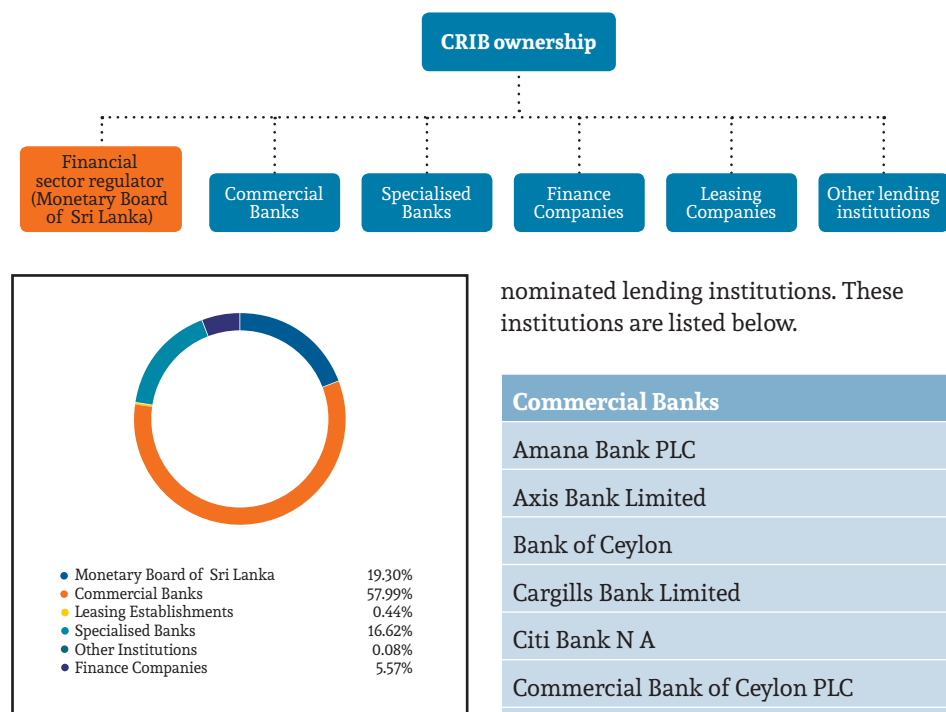 CRIB ownership
Financial
sector regulator
(Monetary Board
of Sri Lanka)
Commercial
Banks
Specialised
Banks
Finance
Companies
Leasing
Companies
Other lending
institutions
Monetary Board of Sri Lanka 19.30%
Commercial Banks 57.99%
Leasing Establishments 0.44%
Specialised Banks 16.62%
Other Institutions 0.08%
Finance Companies 5.57%
nominated lending institutions. These
institutions are listed below.
Commercial Banks
Amana Bank PLC
Axis Bank Limited
Bank of Ceylon
Cargills Bank Limited
Citi Bank N A
Commercial Bank of Ceylon PLC